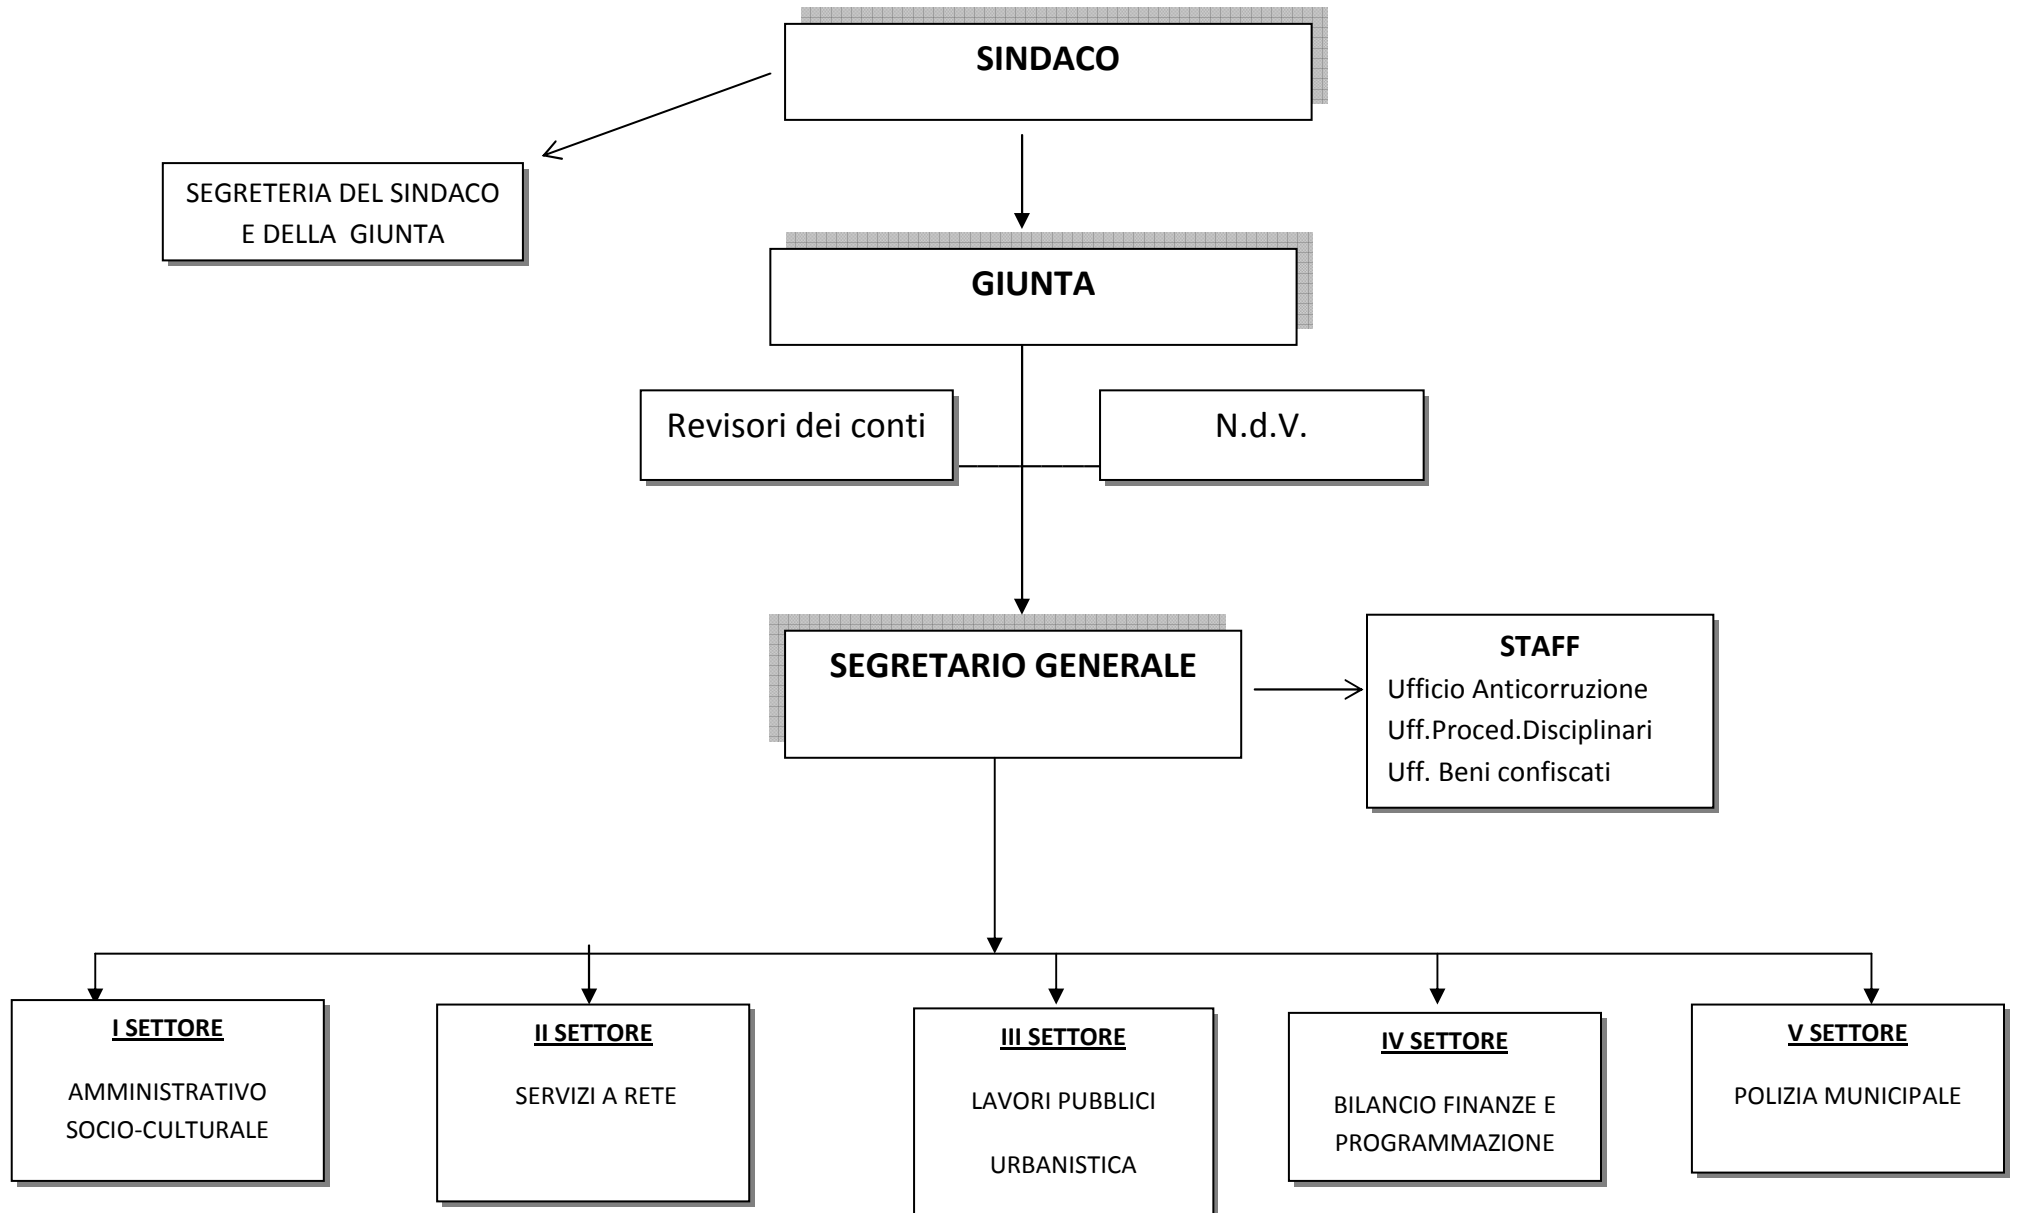 SINDACO
SEGRETERIA DEL SINDACO
E DELLA GIUNTA
GIUNTA
Revisori dei conti
N.d.V.
SEGRETARIO GENERALE
STAFF
Ufficio Anticorruzione
Uff.Proced.Disciplinari
Uff. Beni confiscati
I SETTORE
AMMINISTRATIVO
SOCIO-CULTURALE
II SETTORE
SERVIZI A RETE
III SETTORE
LAVORI PUBBLICI
URBANISTICA
IV SETTORE
BILANCIO FINANZE E
PROGRAMMAZIONE
V SETTORE
POLIZIA MUNICIPALE